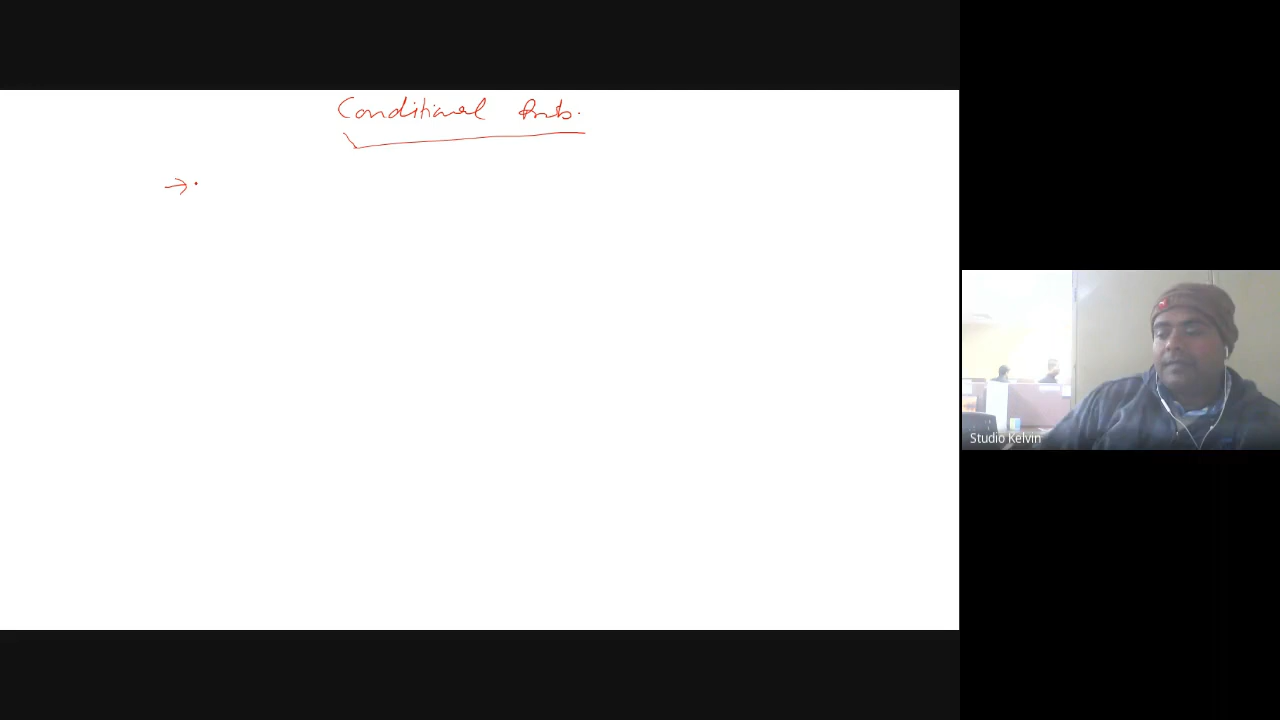 Conditional Prob.
→
Studio Kelvin